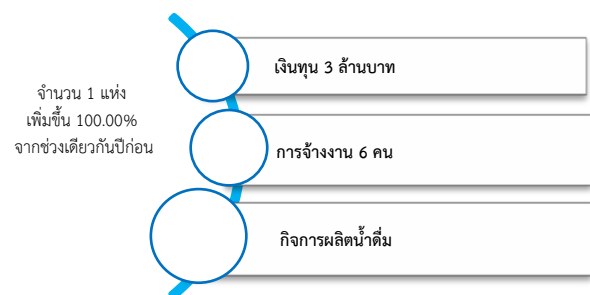 จำนวน 1 แห่ง
เพิ่มขึ้น 100.00%
จากช่วงเดียวกันปีก่อน
เงินทุน 3 ล้านบาท
การจ้างงาน 6 คน
กิจการผลิตน้ำดื่ม